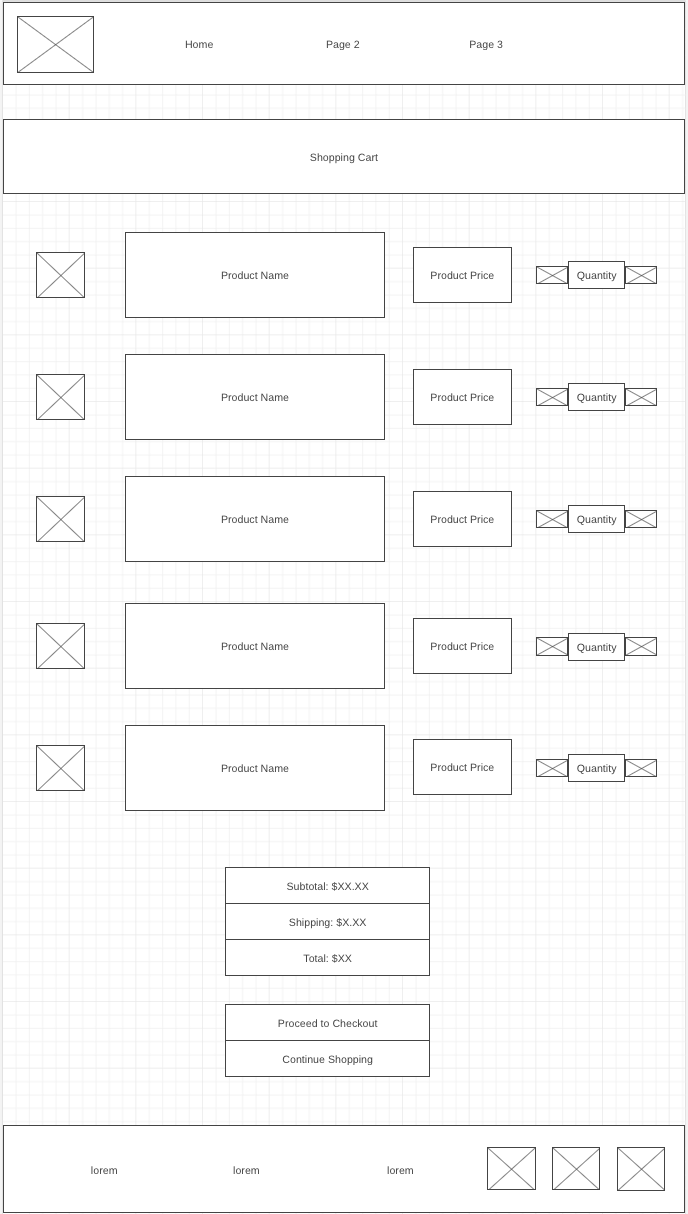 Home Page 2 Page 3
Shopping Cart
Product Name Product Price Quantity
Product Name Product Price Quantity
Product Name Product Price Quantity
Product Name Product Price Quantity
Product Name Product Price Quantity
Subtotal: $XX.XX
Shipping: $X.XX
Total: $XX
Proceed to Checkout
Continue Shopping
lorem lorem lorem